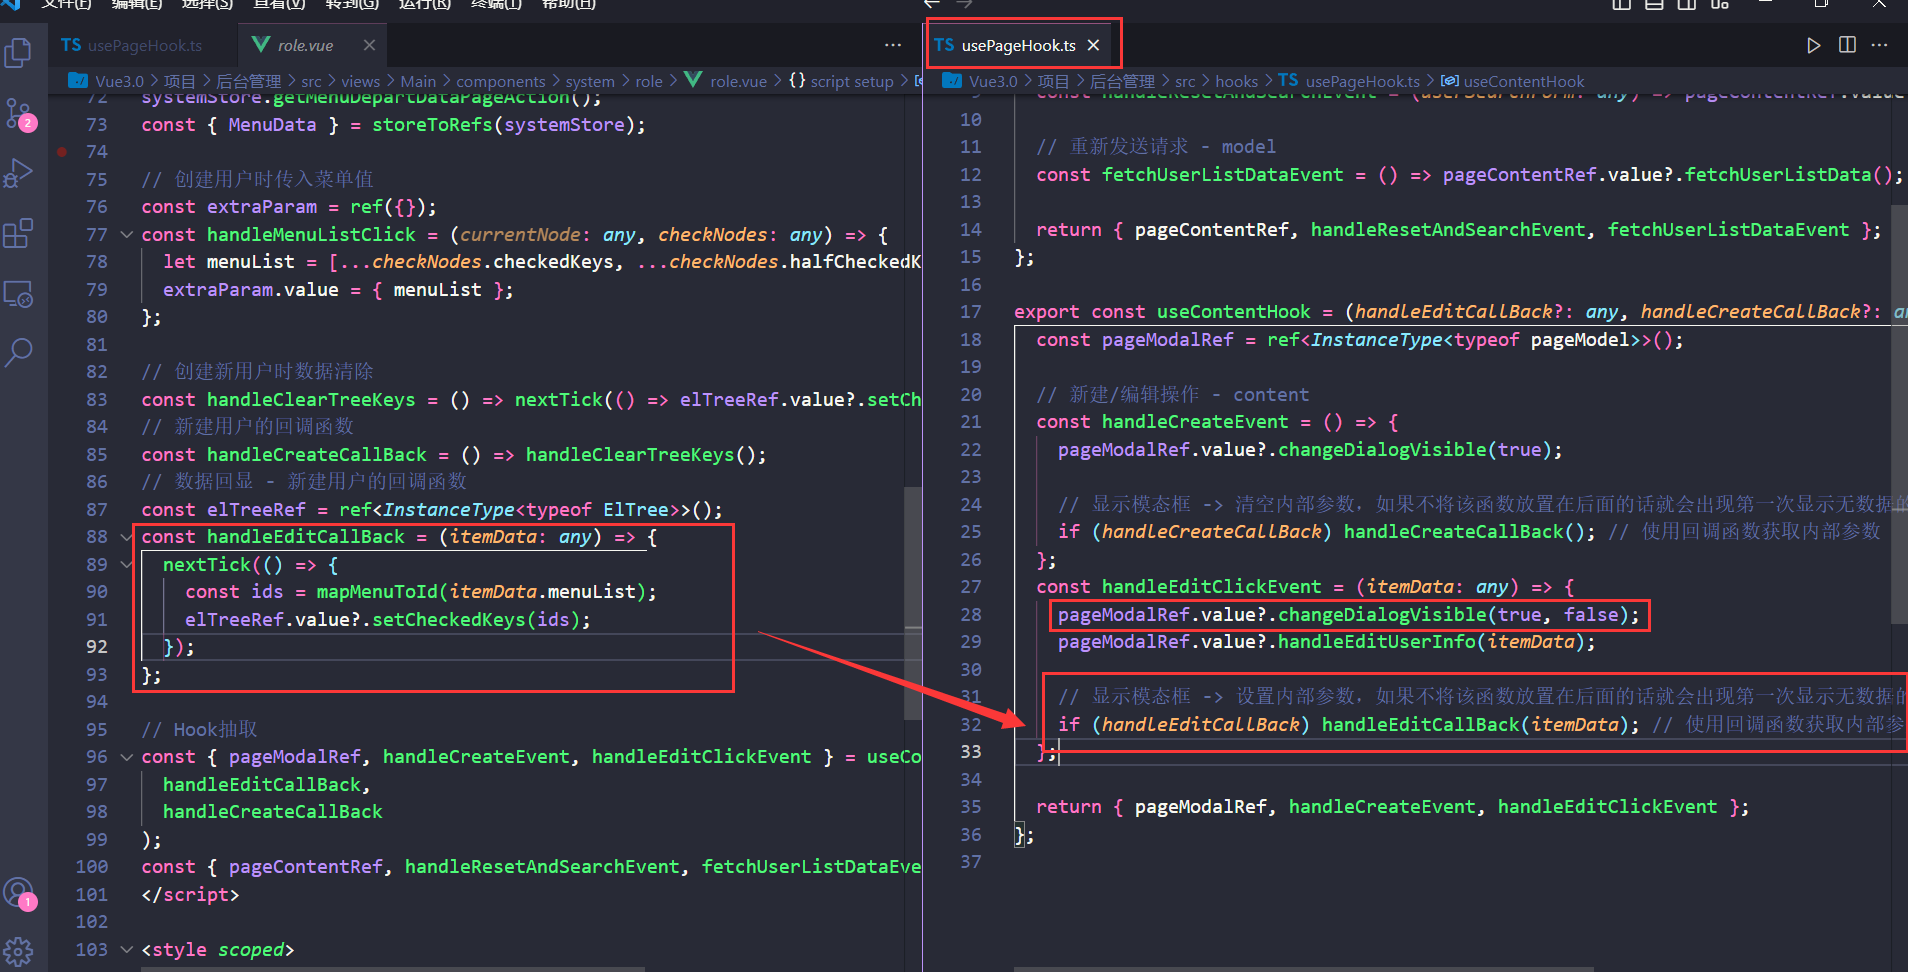 文件(F) 编辑(E) 选择(S) 查看(V) 转到(G) 运行(R) 终端(T) 帮助(H)
TS usePageHook.ts
role.vue
Vue3.0 > 项目 > 后台管理 > src > views > Main > components > system > role > role.vue > {} script setup >
72 systemStore.getMenuDepartDataPageAction();
73 const { MenuData } = storeToRefs(systemStore);
74
75 // 创建用户时传入菜单值
76 const extraParam = ref({});
77 const handleMenuListClick = (currentNode: any, checkNodes: any) => {
78 let menuList = [...checkNodes.checkedKeys, ...checkNodes.halfCheckedK
79 extraParam.value = { menuList };
80 };
81
82 // 创建新用户时数据清除
83 const handleClearTreeKeys = () => nextTick(() => elTreeRef.value?.setCh
84 // 新建用户的回调函数
85 const handleCreateCallBack = () => handleClearTreeKeys();
86 // 数据回显 - 新建用户的回调函数
87 const elTreeRef = ref<InstanceType<typeof ElTree>>();
88 const handleEditCallBack = (itemData: any) => {
89 nextTick(() => {
90 const ids = mapMenuToId(itemData.menuList);
91 elTreeRef.value?.setCheckedKeys(ids);
92 });
93 };
94
95 // Hook抽取
96 const { pageModalRef, handleCreateEvent, handleEditClickEvent } = useCo
97 handleEditCallBack,
98 handleCreateCallBack
99 );
100 const { pageContentRef, handleResetAndSearchEvent, fetchUserListDataEve
101 </script>
102
103 <style scoped>
2
1
TS usePageHook.ts
Vue3.0 > 项目 > 后台管理 > src > hooks > TS usePageHook.ts > useContentHook
9 const handleResetAndSearchEvent = (userSearchForm: any) => pageContentRef.value
10
11 // 重新发送请求 - model
12 const fetchUserListDataEvent = () => pageContentRef.value?.fetchUserListData();
13
14 return { pageContentRef, handleResetAndSearchEvent, fetchUserListDataEvent };
15 };
16
17 export const useContentHook = (handleEditCallBack?: any, handleCreateCallBack?: an
18 const pageModalRef = ref<InstanceType<typeof pageModel>>();
19
20 // 新建/编辑操作 - content
21 const handleCreateEvent = () => {
22 pageModalRef.value?.changeDialogVisible(true);
23
24 // 显示模态框 -> 清空内部参数，如果不将该函数放置在后面的话就会出现第一次显示无数据的
25 if (handleCreateCallBack) handleCreateCallBack(); // 使用回调函数获取内部参数
26 };
27 const handleEditClickEvent = (itemData: any) => {
28 pageModalRef.value?.changeDialogVisible(true, false);
29 pageModalRef.value?.handleEditUserInfo(itemData);
30
31 // 显示模态框 -> 设置内部参数，如果不将该函数放置在后面的话就会出现第一次显示无数据的
32 if (handleEditCallBack) handleEditCallBack(itemData); // 使用回调函数获取内部参
33 };
34
35 return { pageModalRef, handleCreateEvent, handleEditClickEvent };
36 };
37